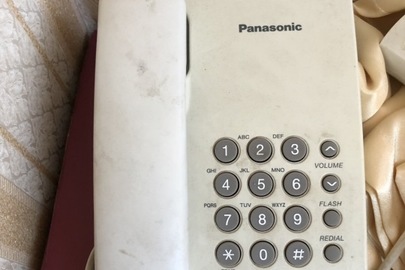 Panasonic
ABC DEF
1 2 3
VOLUME
GHI JKL MNO
4 5 6
FLASH
PQRS TUV WXYZ
7 8 9
REDIAL
* 0 #